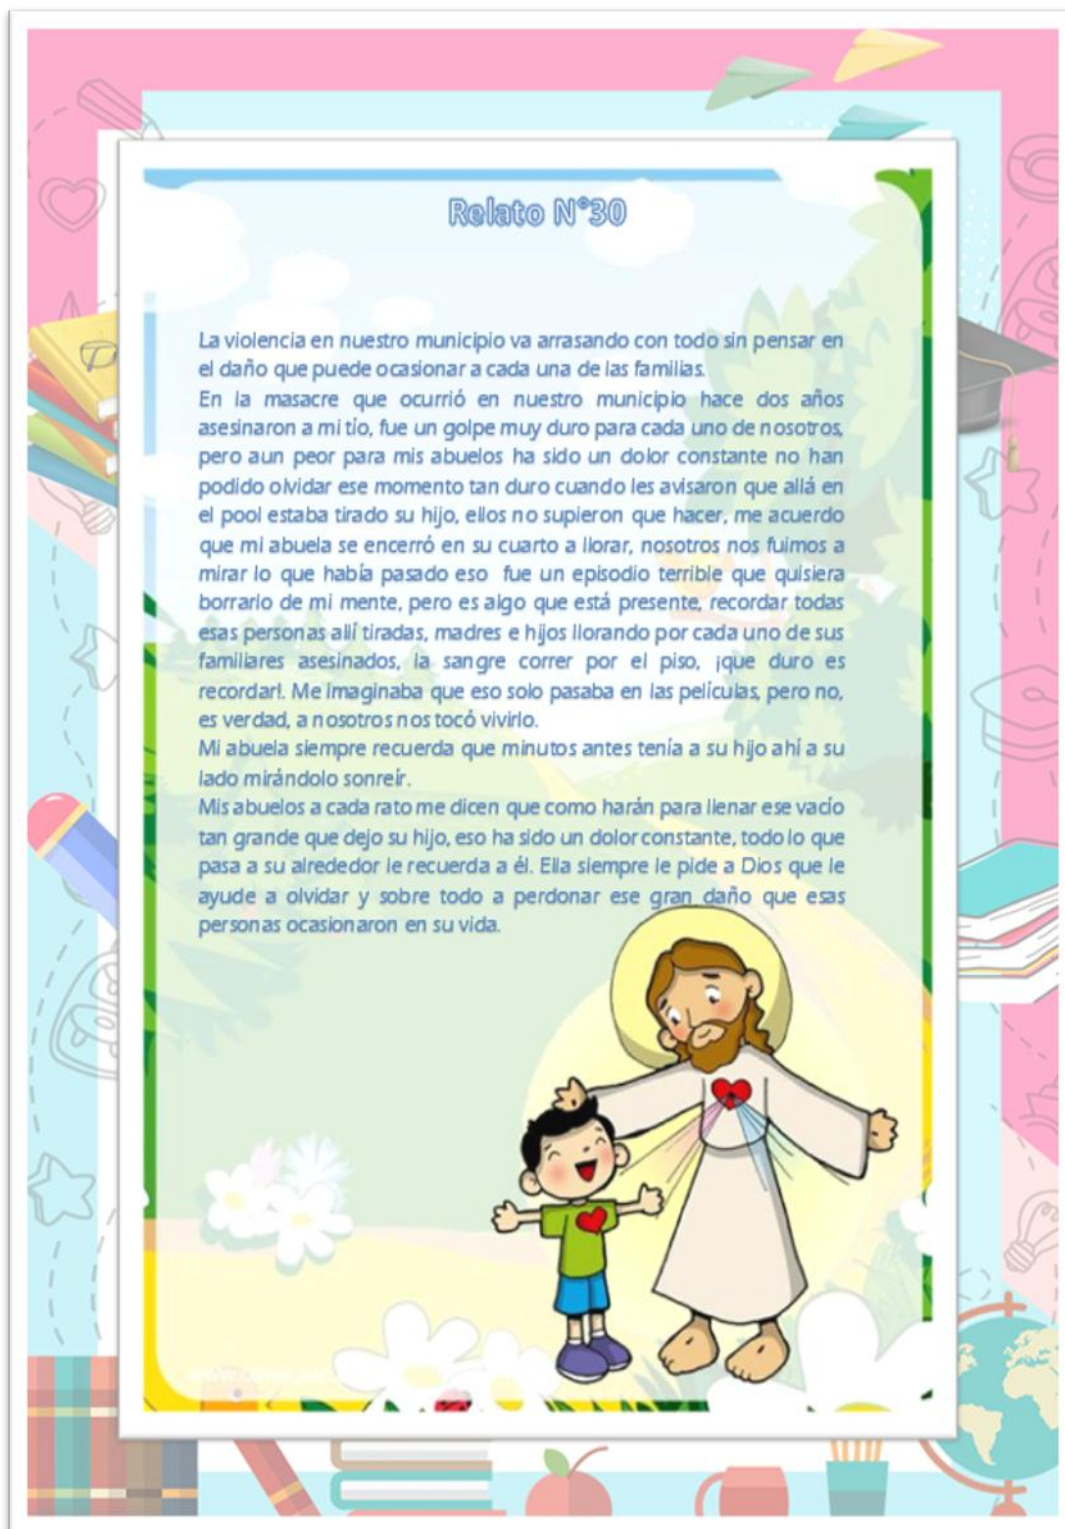 Relato N°30
La violencia en nuestro municipio va arrasando con todo sin pensar en
el daño que puede ocasionar a cada una de las familias.
En la masacre que ocurrió en nuestro municipio hace dos años
asesinaron a mi tío, fue un golpe muy duro para cada uno de nosotros,
pero aun peor para mis abuelos ha sido un dolor constante no han
podido olvidar ese momento tan duro cuando les avisaron que allá en
el pool estaba tirado su hijo, ellos no supieron que hacer, me acuerdo
que mi abuela se encerró en su cuarto a llorar, nosotros nos fuimos a
mirar lo que había pasado eso fue un episodio terrible que quisiera
borrarlo de mi mente, pero es algo que está presente, recordar todas
esas personas allí tiradas, madres e hijos llorando por cada uno de sus
familiares asesinados, la sangre correr por el piso, ¡que duro es
recordar!. Me imaginaba que eso solo pasaba en las películas, pero no,
es verdad, a nosotros nos tocó vivirlo.
Mi abuela siempre recuerda que minutos antes tenía a su hijo ahí a su
lado mirándolo sonreír.
Mis abuelos a cada rato me dicen que como harán para llenar ese vacío
tan grande que dejo su hijo, eso ha sido un dolor constante, todo lo que
pasa a su alrededor le recuerda a él. Ella siempre le pide a Dios que le
ayude a olvidar y sobre todo a perdonar ese gran daño que esas
personas ocasionaron en su vida.